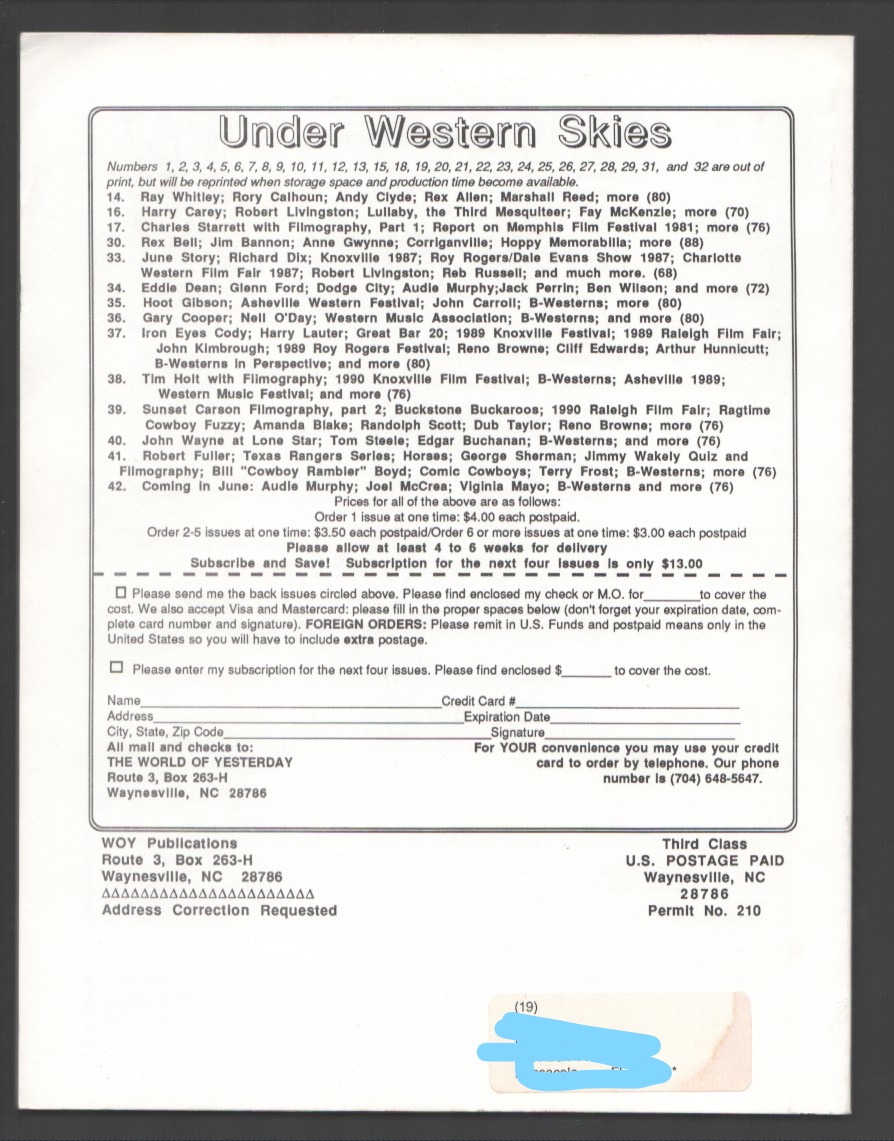 Under Western Skies
Numbers 1, 2, 3, 4, 5, 6, 7, 8, 9, 10, 11, 12, 13, 15, 18, 19, 20, 21, 22, 23, 24, 25, 26, 27, 28, 29, 31, and 32 are out of
print, but will be reprinted when storage space and production time become available.
14. Ray Whitley; Rory Calhoun; Andy Clyde; Rex Allen; Marshall Reed; more (80)
16. Harry Carey; Robert Livingston; Lullaby, the Third Mesquiteer; Fay McKenzie; more (70)
17. Charles Starrett with Filmography, Part 1; Report on Memphis Film Festival 1981; more (76)
30. Rex Bell; Jim Bannon; Anne Gwynne; Corriganville; Hoppy Memorabilia; more (88)
33. June Story; Richard Dix; Knoxville 1987; Roy Rogers/Dale Evans Show 1987; Charlotte
Western Film Fair 1987; Robert Livingston; Reb Russell; and much more. (68)
34. Eddie Dean; Glenn Ford; Dodge City; Audie Murphy;Jack Perrin; Ben Wilson; and more (72)
35. Hoot Gibson; Asheville Western Festival; John Carroll; B-Westerns; more (80)
36. Gary Cooper; Nell O'Day; Western Music Association; B-Westerns; and more (80)
37. Iron Eyes Cody; Harry Lauter; Great Bar 20; 1989 Knoxville Festival; 1989 Raleigh Film Fair;
John Kimbrough; 1989 Roy Rogers Festival; Reno Browne; Cliff Edwards; Arthur Hunnicutt;
B-Westerns in Perspective; and more (80)
38. Tim Holt with Filmography; 1990 Knoxville Film Festival; B-Westerns; Asheville 1989;
Western Music Festival; and more (76)
39. Sunset Carson Filmography, part 2; Buckstone Buckaroos; 1990 Raleigh Film Fair; Ragtime
Cowboy Fuzzy; Amanda Blake; Randolph Scott; Dub Taylor; Reno Browne; more (76)
40. John Wayne at Lone Star; Tom Steele; Edgar Buchanan; B-Westerns; and more (76)
41. Robert Fuller; Texas Rangers Series; Horses; George Sherman; Jimmy Wakely Quiz and
Filmography; Bill "Cowboy Rambler" Boyd; Comic Cowboys; Terry Frost; B-Westerns; more (76)
42. Coming in June: Audie Murphy; Joel McCrea; Viginia Mayo; B-Westerns and more (76)
Prices for all of the above are as follows:
Order 1 issue at one time: $4.00 each postpaid.
Order 2-5 issues at one time: $3.50 each postpaid/Order 6 or more issues at one time: $3.00 each postpaid
Please allow at least 4 to 6 weeks for delivery
Subscribe and Save! Subscription for the next four issues is only $13.00
Please send me the back issues circled above. Please find enclosed my check or M.O. for________to cover the
cost. We also accept Visa and Mastercard: please fill in the proper spaces below (don't forget your expiration date, com-
plete card number and signature). FOREIGN ORDERS: Please remit in U.S. Funds and postpaid means only in the
United States so you will have to include extra postage.
Please enter my subscription for the next four issues. Please find enclosed $_______ to cover the cost.
Name____________Credit Card #____________
Address____________Expiration Date____________
City, State, Zip Code____________Signature____________
All mail and checks to:
THE WORLD OF YESTERDAY
Route 3, Box 263-H
Waynesville, NC 28786
For YOUR convenience you may use your credit
card to order by telephone. Our phone
number is (704) 648-5647.
WOY Publications
Route 3, Box 263-H
Waynesville, NC 28786
Address Correction Requested
Third Class
U.S. POSTAGE PAID
Waynesville, NC
28786
Permit No. 210
(19)